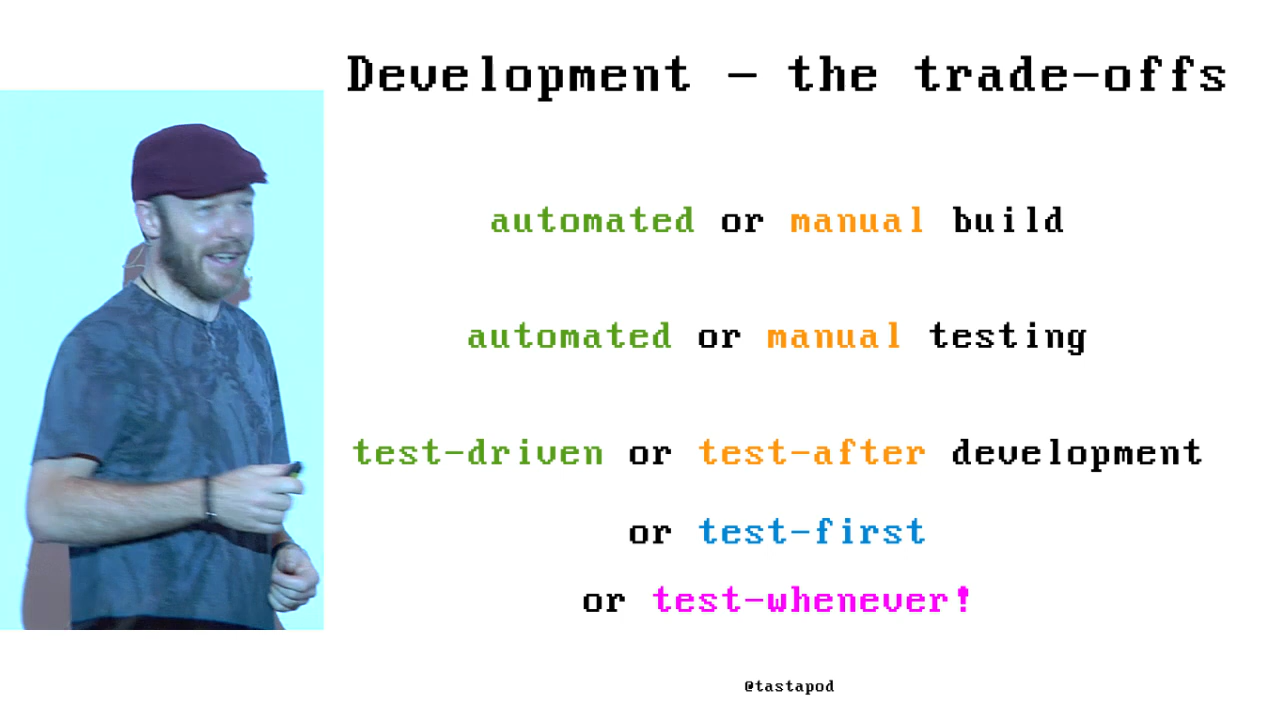 Development - the trade-offs
automated or manual build
automated or manual testing
test-driven or test-after development
or test-first
or test-whenever!
@tastapod